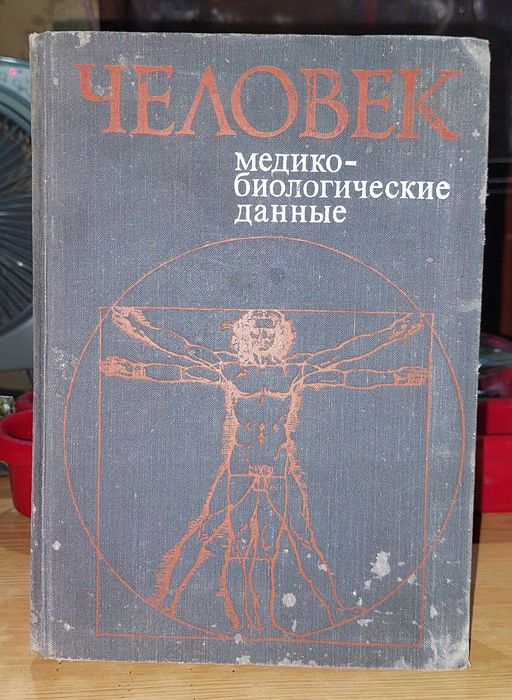 ЧЕЛОВЕК
медико-
биологические
данные